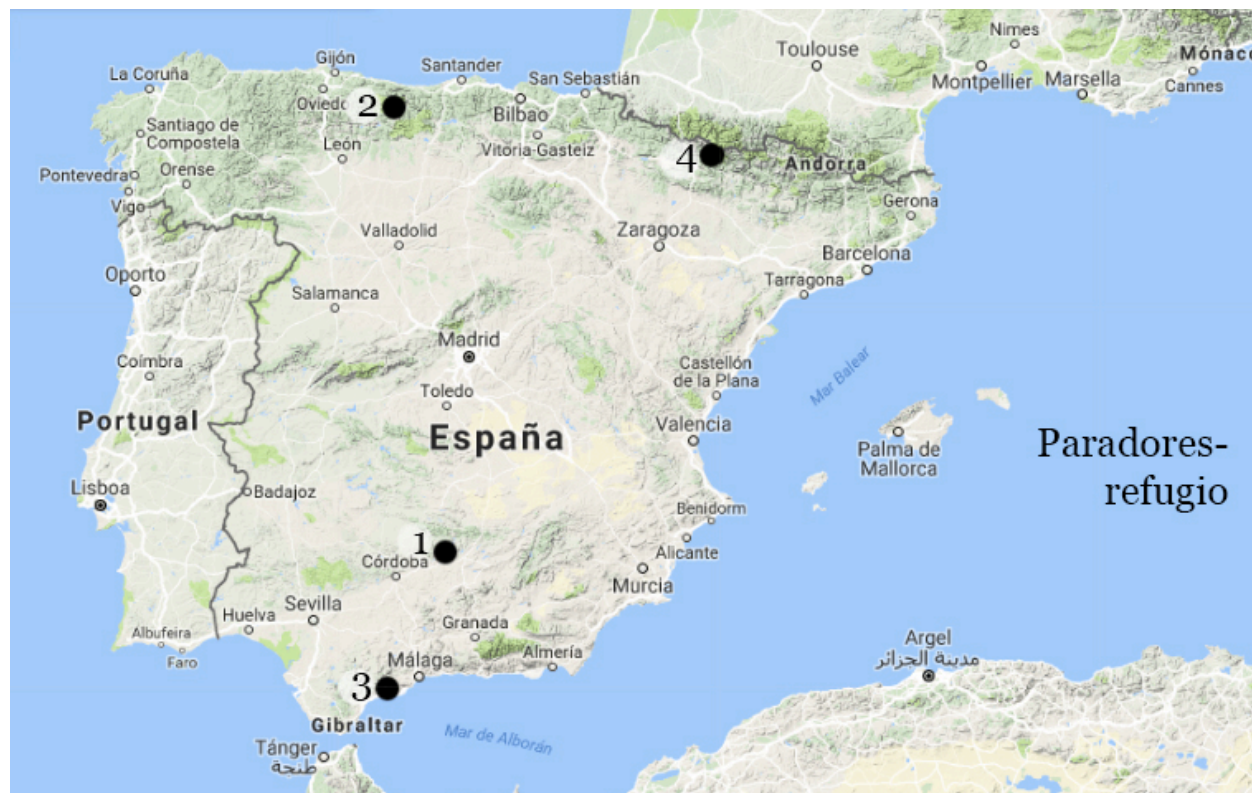 Nimes
Gijón
Toulouse
Mónaco
La Coruña
Santander
San Sebastián
Montpellier
Marsella
Cannes
Oviedo
2
Bilbao
Santiago de
Compostela
León
Vitoria-Gasteiz
4
Andorra
Pontevedra
Orense
Vigo
Gerona
Valladolid
Zaragoza
Barcelona
Oporto
Tarragona
Salamanca
Madrid
Coímbra
Castellón
de la Plana
Mar Balear
Toledo
Portugal
España
Valencia
Palma de
Mallorca
Paradores-
refugio
Lisboa
Badajoz
Benidorm
1
Córdoba
Alicante
Murcia
Huelva
Sevilla
Granada
Albufeira
Faro
Málaga
Almería
Argel
مدينة الجزائر
3
Gibraltar
Mar de Alborán
Tánger
طنجة